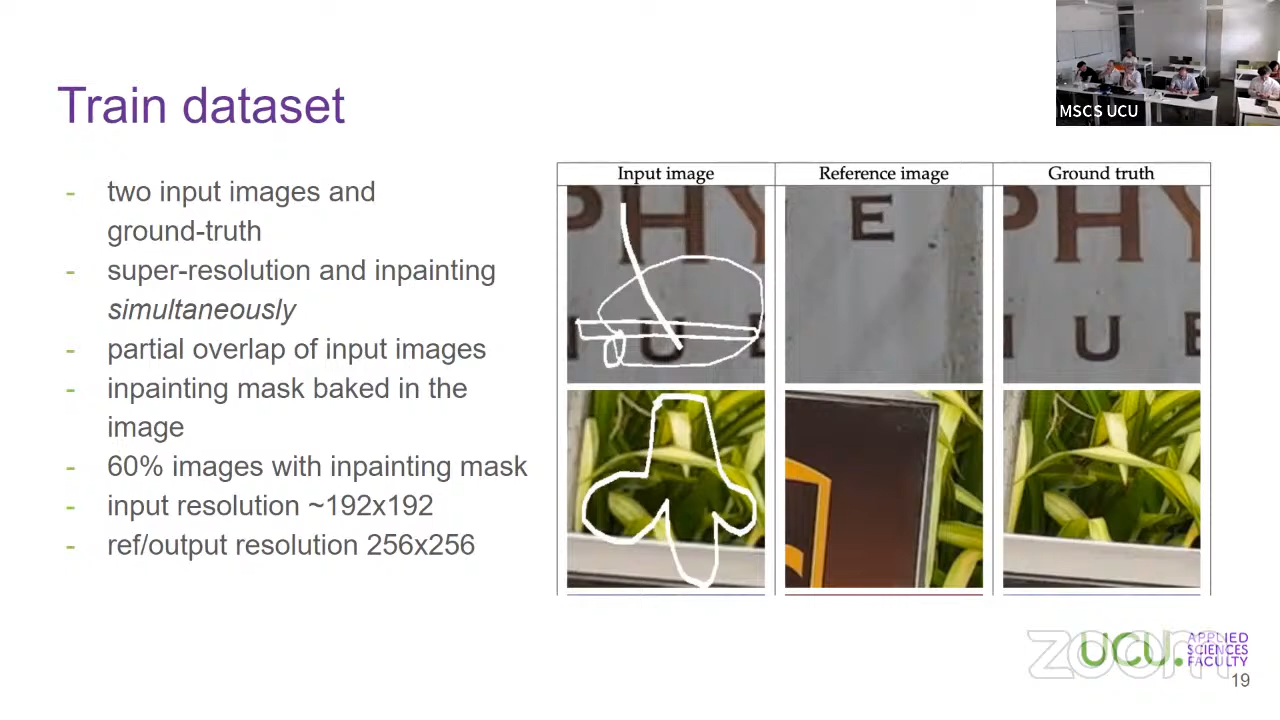 MSCS UCU
Train dataset
- two input images and
ground-truth
- super-resolution and inpainting
simultaneously
- partial overlap of input images
- inpainting mask baked in the
image
- 60% images with inpainting mask
- input resolution ~192x192
- ref/output resolution 256x256
Input image
Reference image
Ground truth
PHY
U
E
PHY
I U E
zoom
UCU. APPLIED
SCIENCES
FACULTY
19